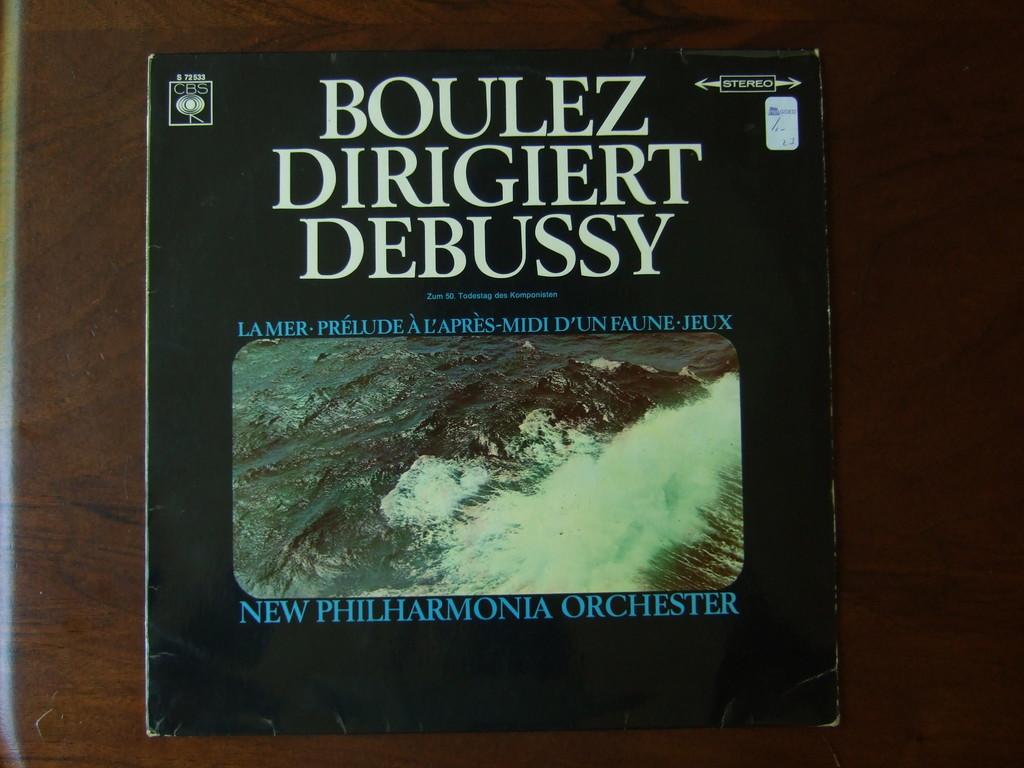 S 72533
CBS
STEREO
BOULEZ
DIRIGIERT
DEBUSSY
Zum 50. Todestag des Komponisten
LA MER · PRÉLUDE À L'APRÈS-MIDI D'UN FAUNE · JEUX
NEW PHILHARMONIA ORCHESTER